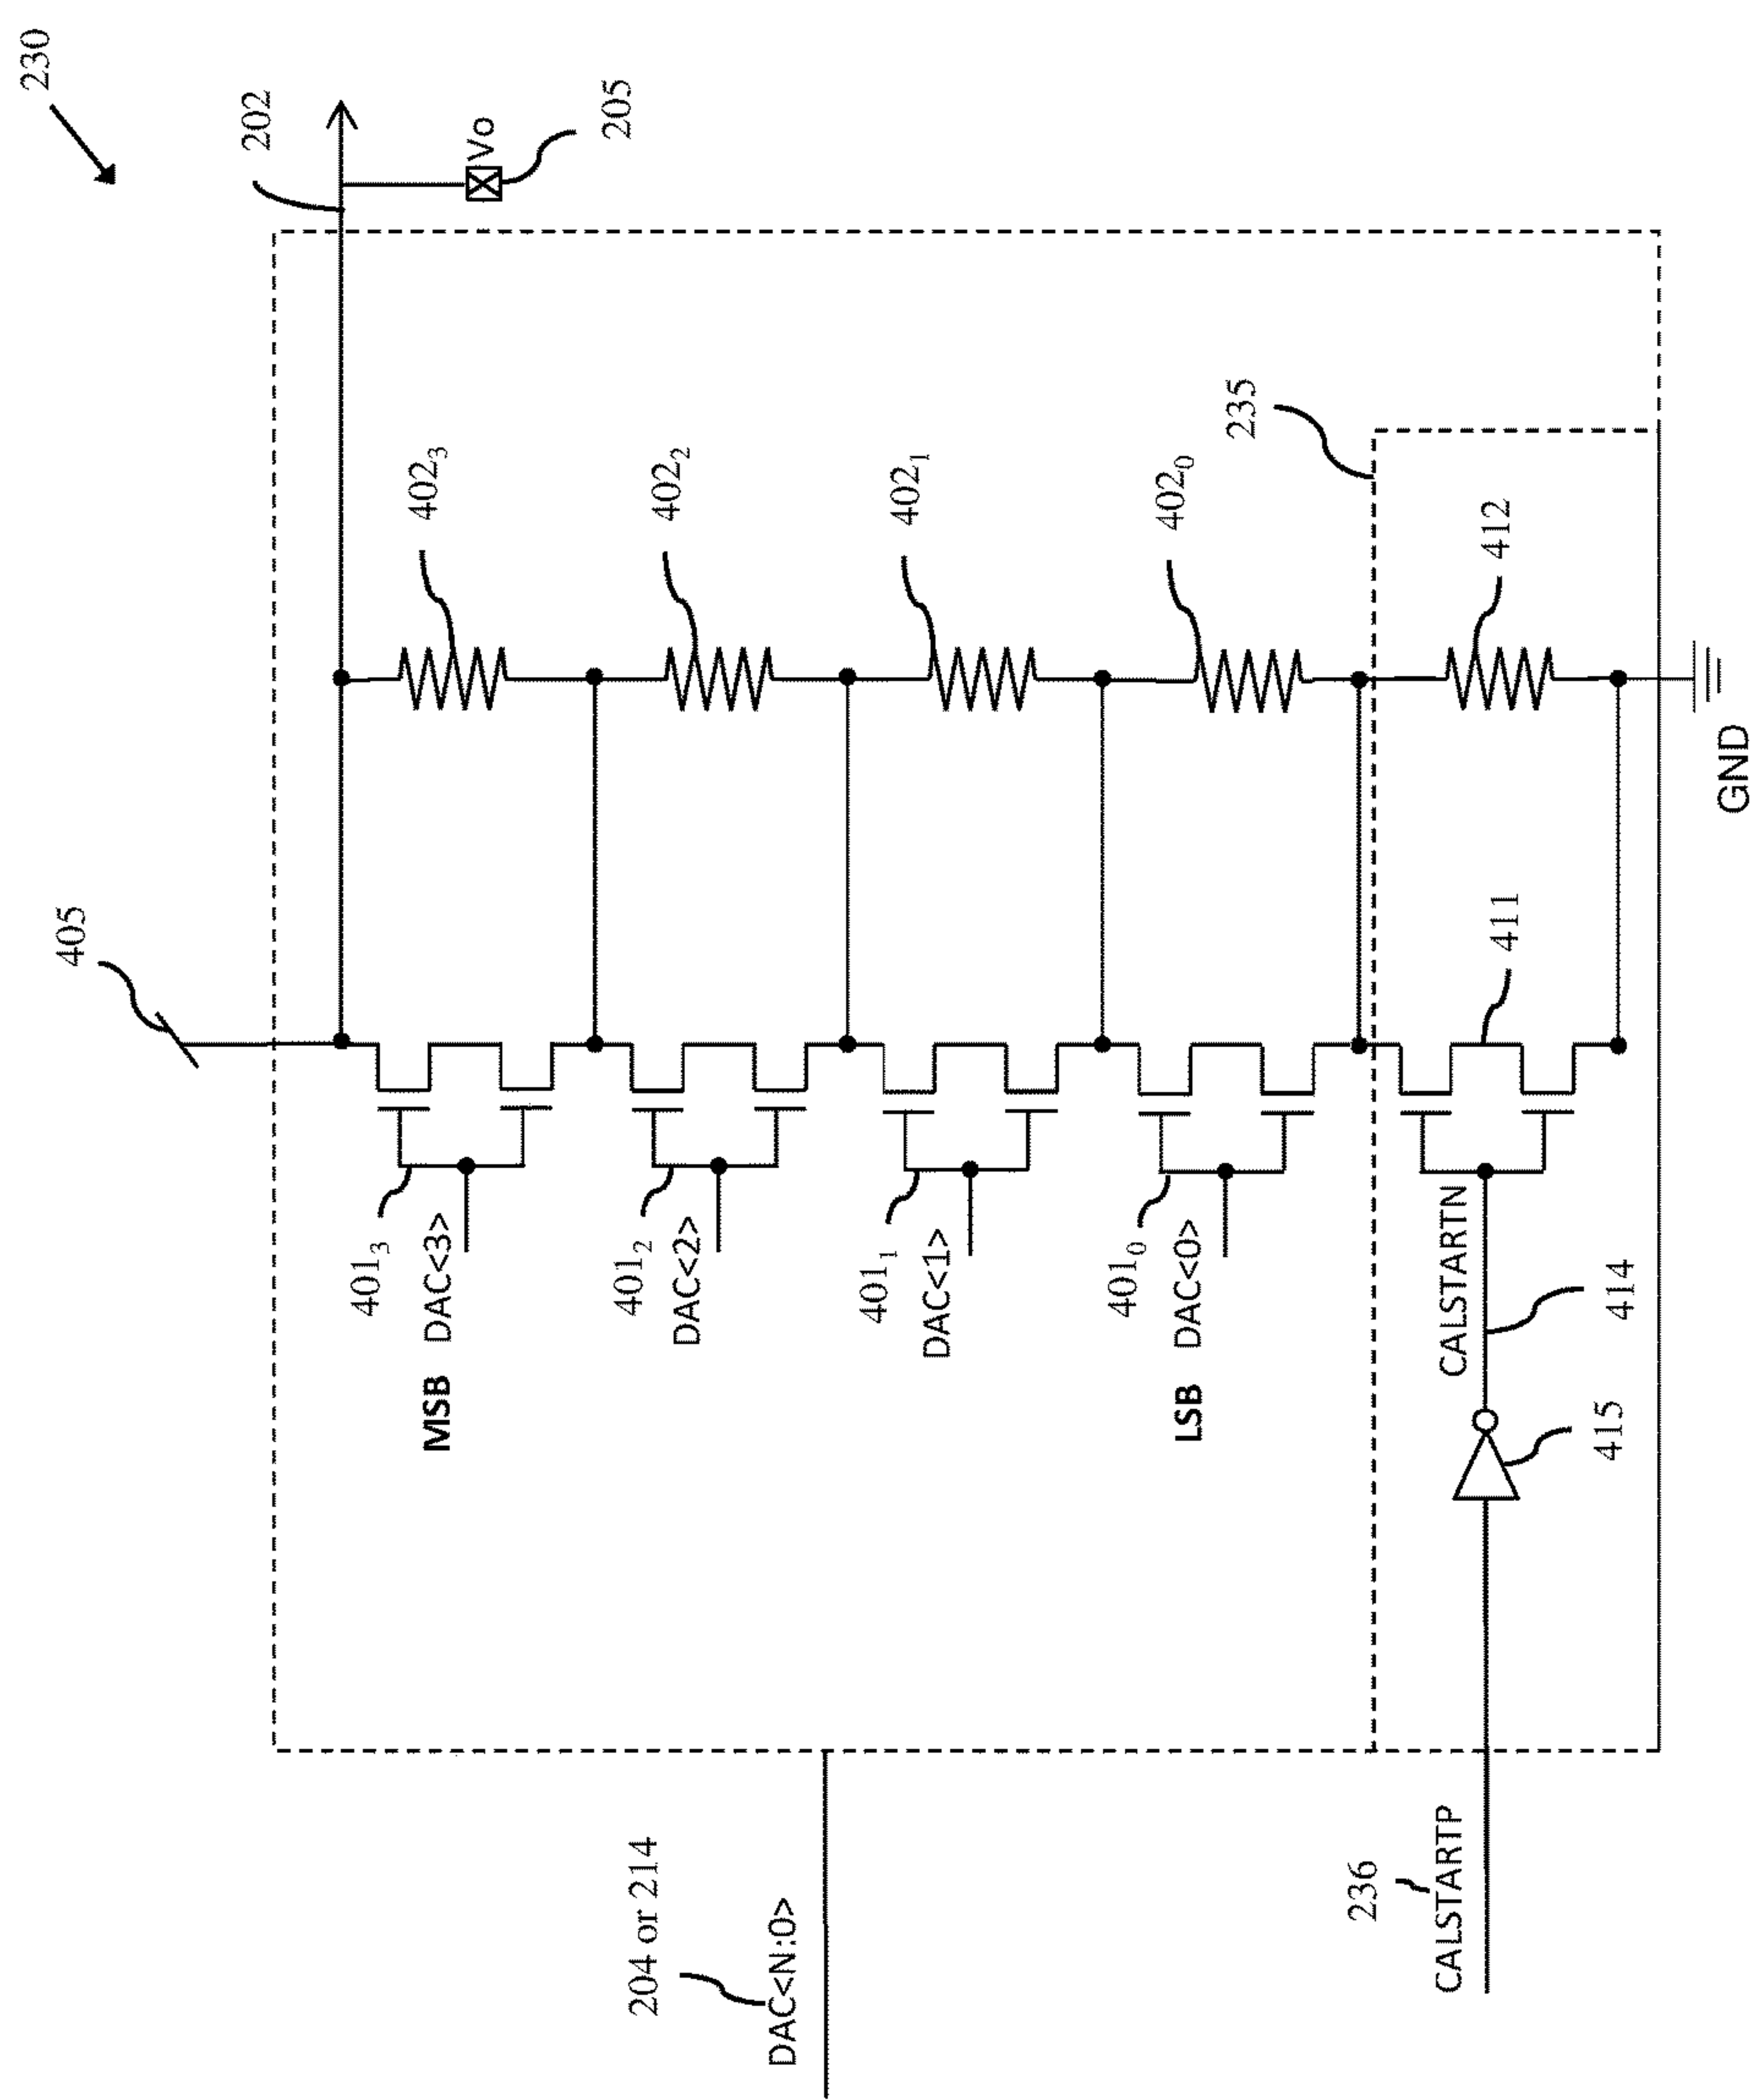 230
202
Vo
205
405
402₃
402₂
402₁
402₀
235
412
411
401₃
MSB DAC<3>
401₂
DAC<2>
401₁
DAC<1>
401₀
LSB DAC<0>
CALSTARTN
414
415
204 or 214
DAC<N:0>
236
CALSTARTP
GND